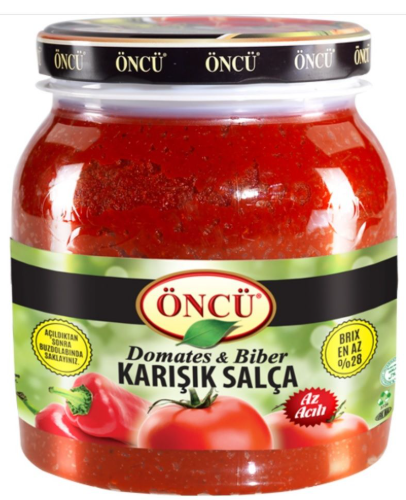 ÖNCÜ ÖNCÜ ÖNCÜ ÖNCÜ
ÖNCÜ®
AÇILDIKTAN
SONRA
BUZDOLABINDA
SAKLAYINIZ.
BRIX
EN AZ
%28
Domates & Biber
KARIŞIK SALÇA
Az
Acılı